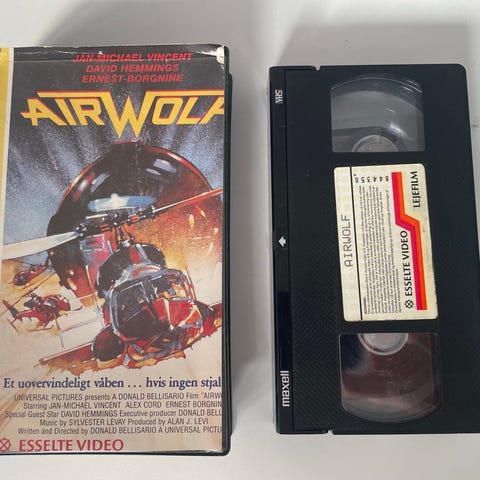 JAN-MICHAEL VINCENT
DAVID HEMMINGS
ERNEST BORGNINE
AIRWOLF
Et uovervindeligt våben ... hvis ingen stjal
UNIVERSAL PICTURES presents A DONALD BELLISARIO Film "AIRWO
Starring JAN-MICHAEL VINCENT ALEX CORD ERNEST BORGNIN
Special Guest Star DAVID HEMMINGS Executive producer DONALD BELL
Music by SYLVESTER LEVAY Produced by ALAN J. LEVI
Written and Directed by DONALD BELLISARIO A UNIVERSAL PICTU
ESSELTE VIDEO
VHS
maxell
AIRWOLF
ESSELTE VIDEO
LEJEFILM